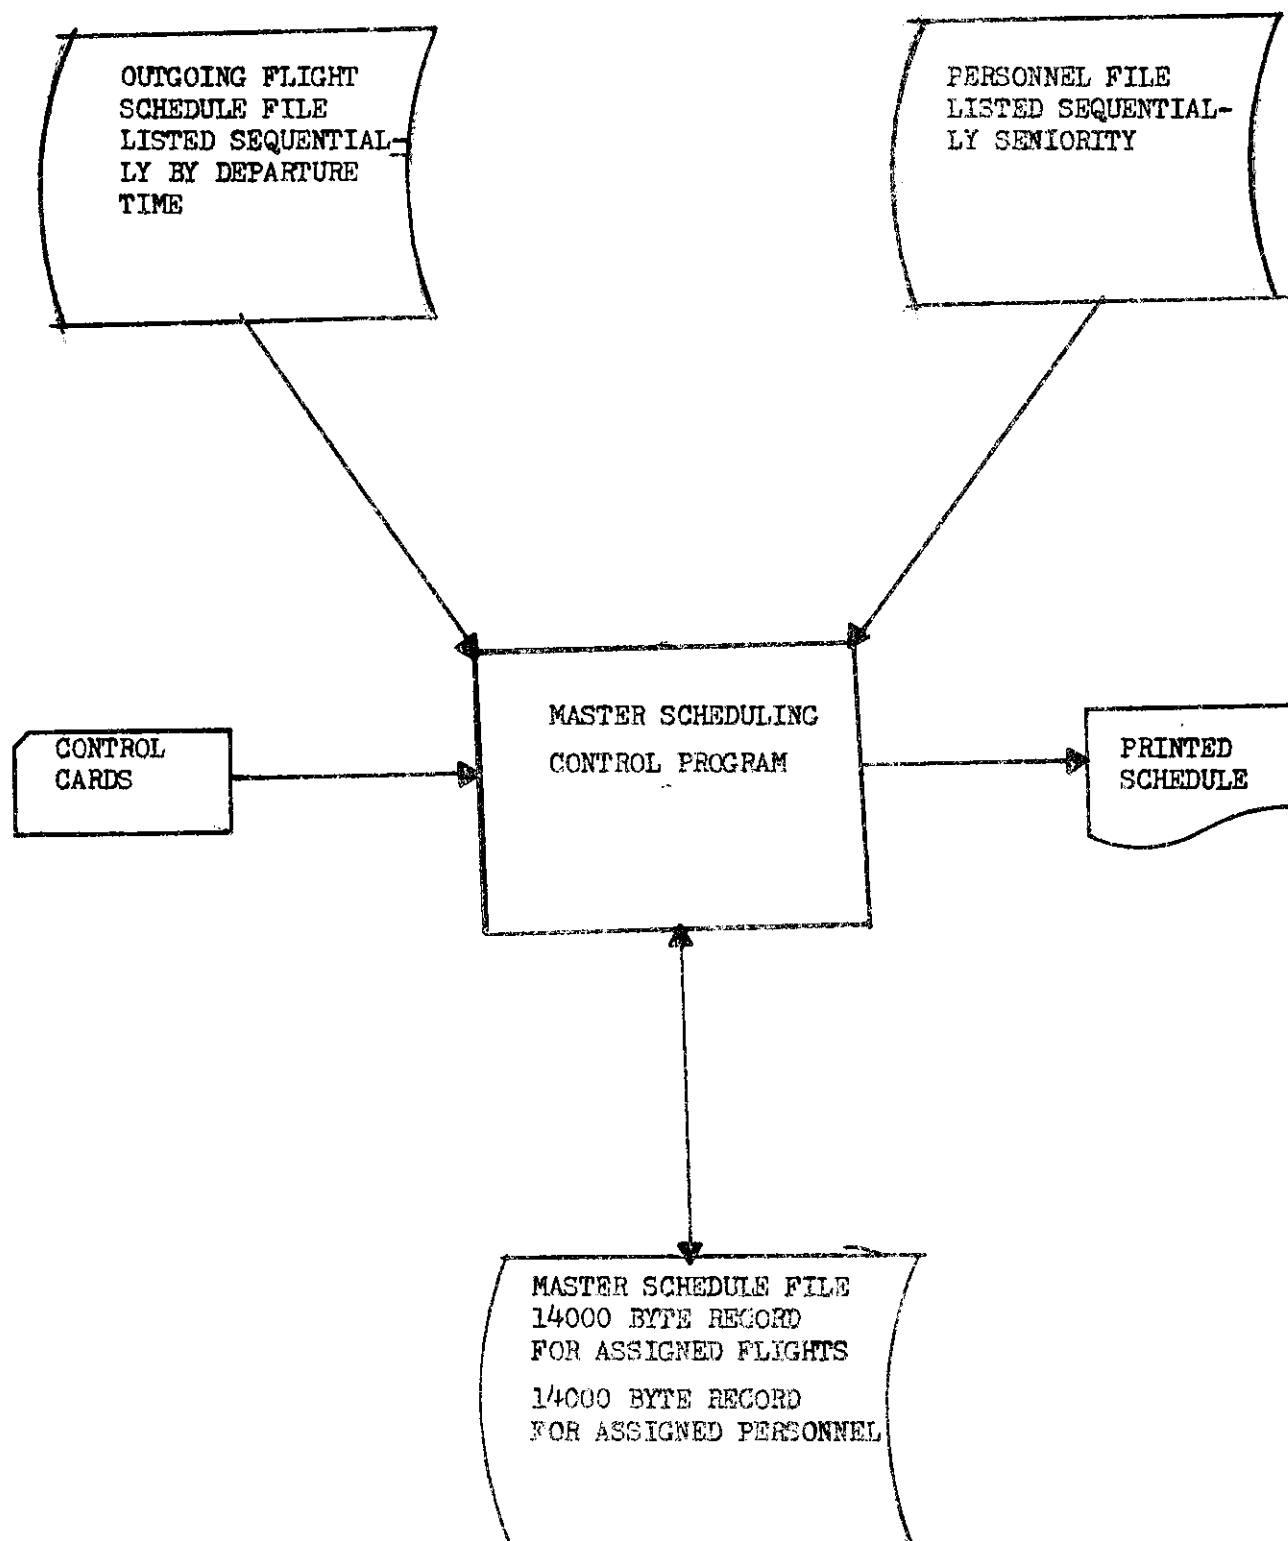 OUTGOING FLIGHT
SCHEDULE FILE
LISTED SEQUENTIAL-
LY BY DEPARTURE
TIME
PERSONNEL FILE
LISTED SEQUENTIAL-
LY SENIORITY
MASTER SCHEDULING
CONTROL PROGRAM
CONTROL
CARDS
PRINTED
SCHEDULE
MASTER SCHEDULE FILE
14000 BYTE RECORD
FOR ASSIGNED FLIGHTS
14000 BYTE RECORD
FOR ASSIGNED PERSONNEL